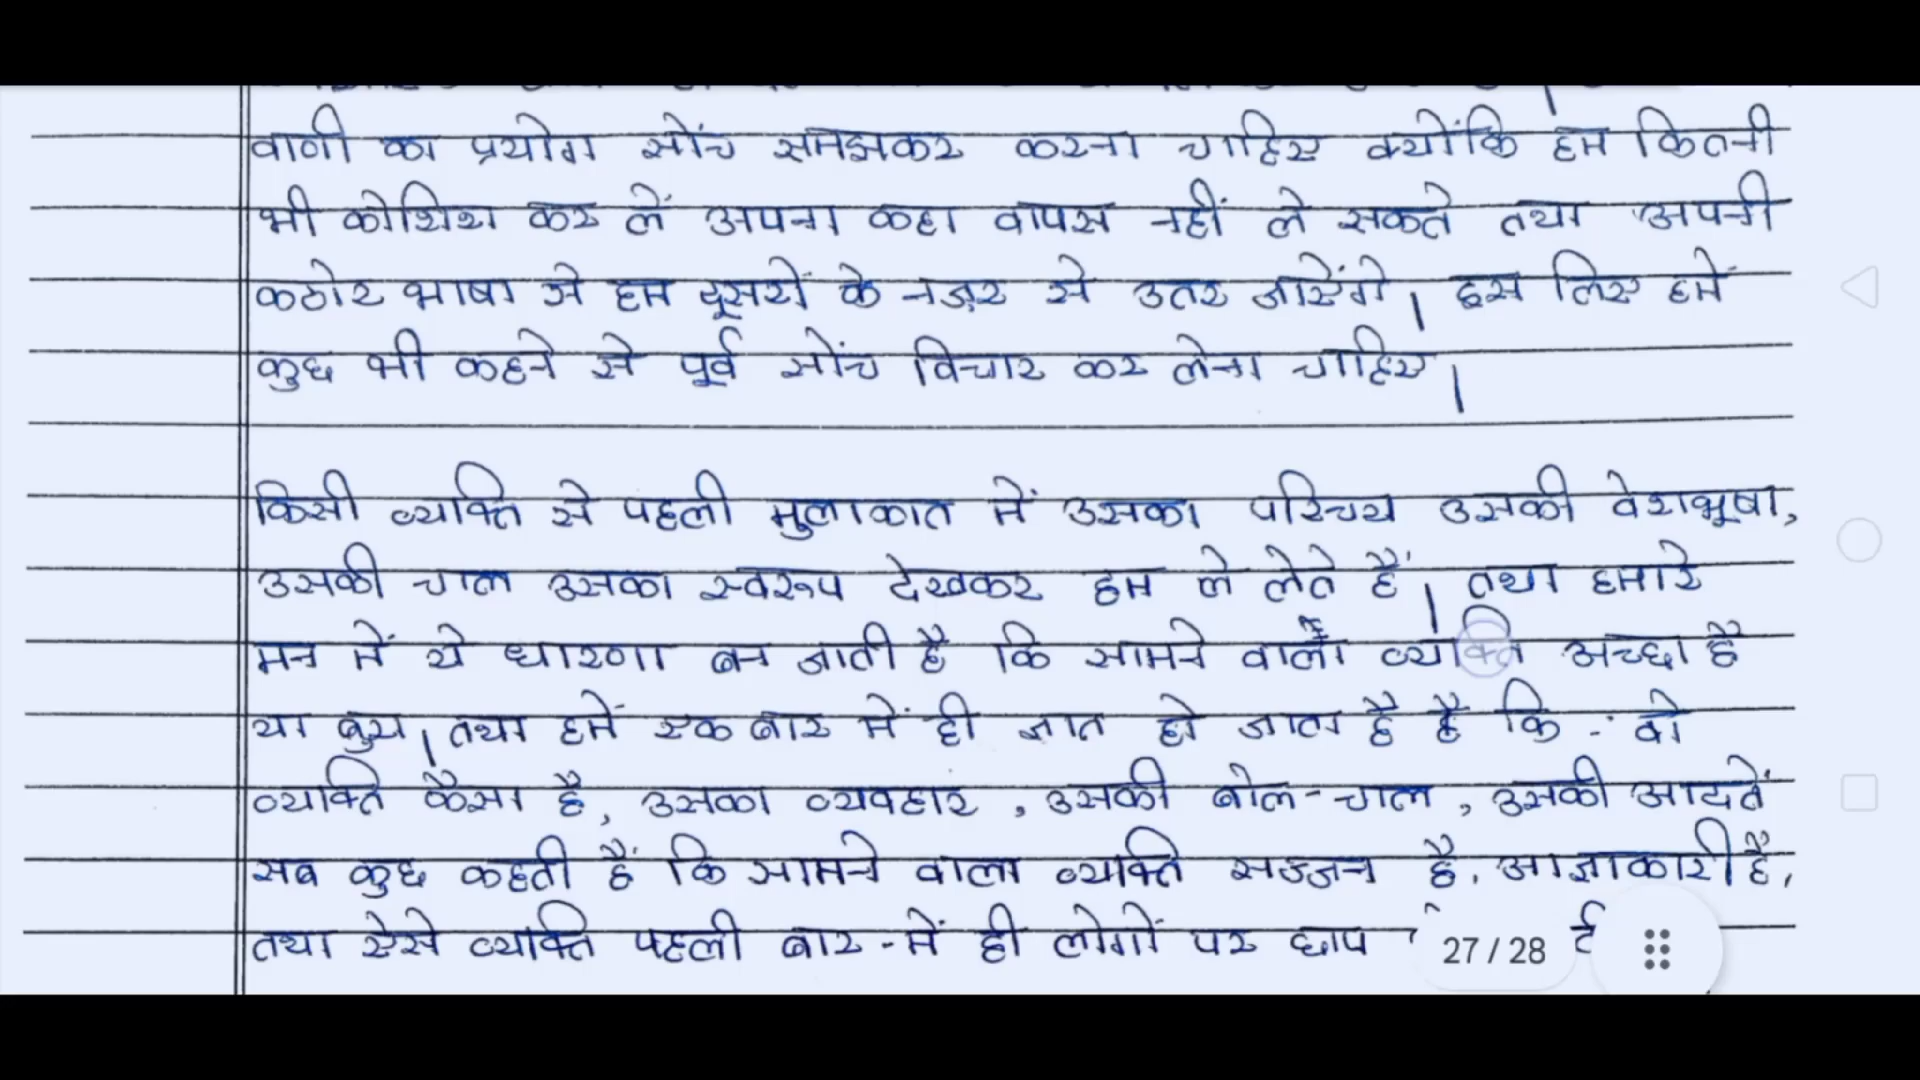 वाणी का प्रयोग सोंच समझकर करना चाहिए क्योंकि हम कितनी
भी कोशिश कर लें अपना कहा वापस नहीं ले सकते तथा अपनी
कठोर भाषा से हम दूसरों के नज़र से उतर जाएंगे। इस लिए हमें
कुछ भी कहने से पूर्व सोंच विचार कर लेना चाहिए।
किसी व्यक्ति से पहली मुलाकात में उसका परिचय उसकी वेशभूषा,
उसकी चाल उसका स्वरूप देखकर हम ले लेते हैं। तथा हमारे
मन में ये धारणा बन जाती है कि सामने वाला व्यक्ति अच्छा है
या बुरा। तथा हमें एक बार में ही ज्ञात हो जाता है है कि - वो
व्यक्ति कैसा है, उसका व्यवहार, उसकी बोल-चाल, उसकी आदतें
सब कुछ कहती हैं कि सामने वाला व्यक्ति सज्जन है, आज्ञाकारी है,
तथा ऐसे व्यक्ति पहली बार-में ही लोगों पर छाप
27 / 28